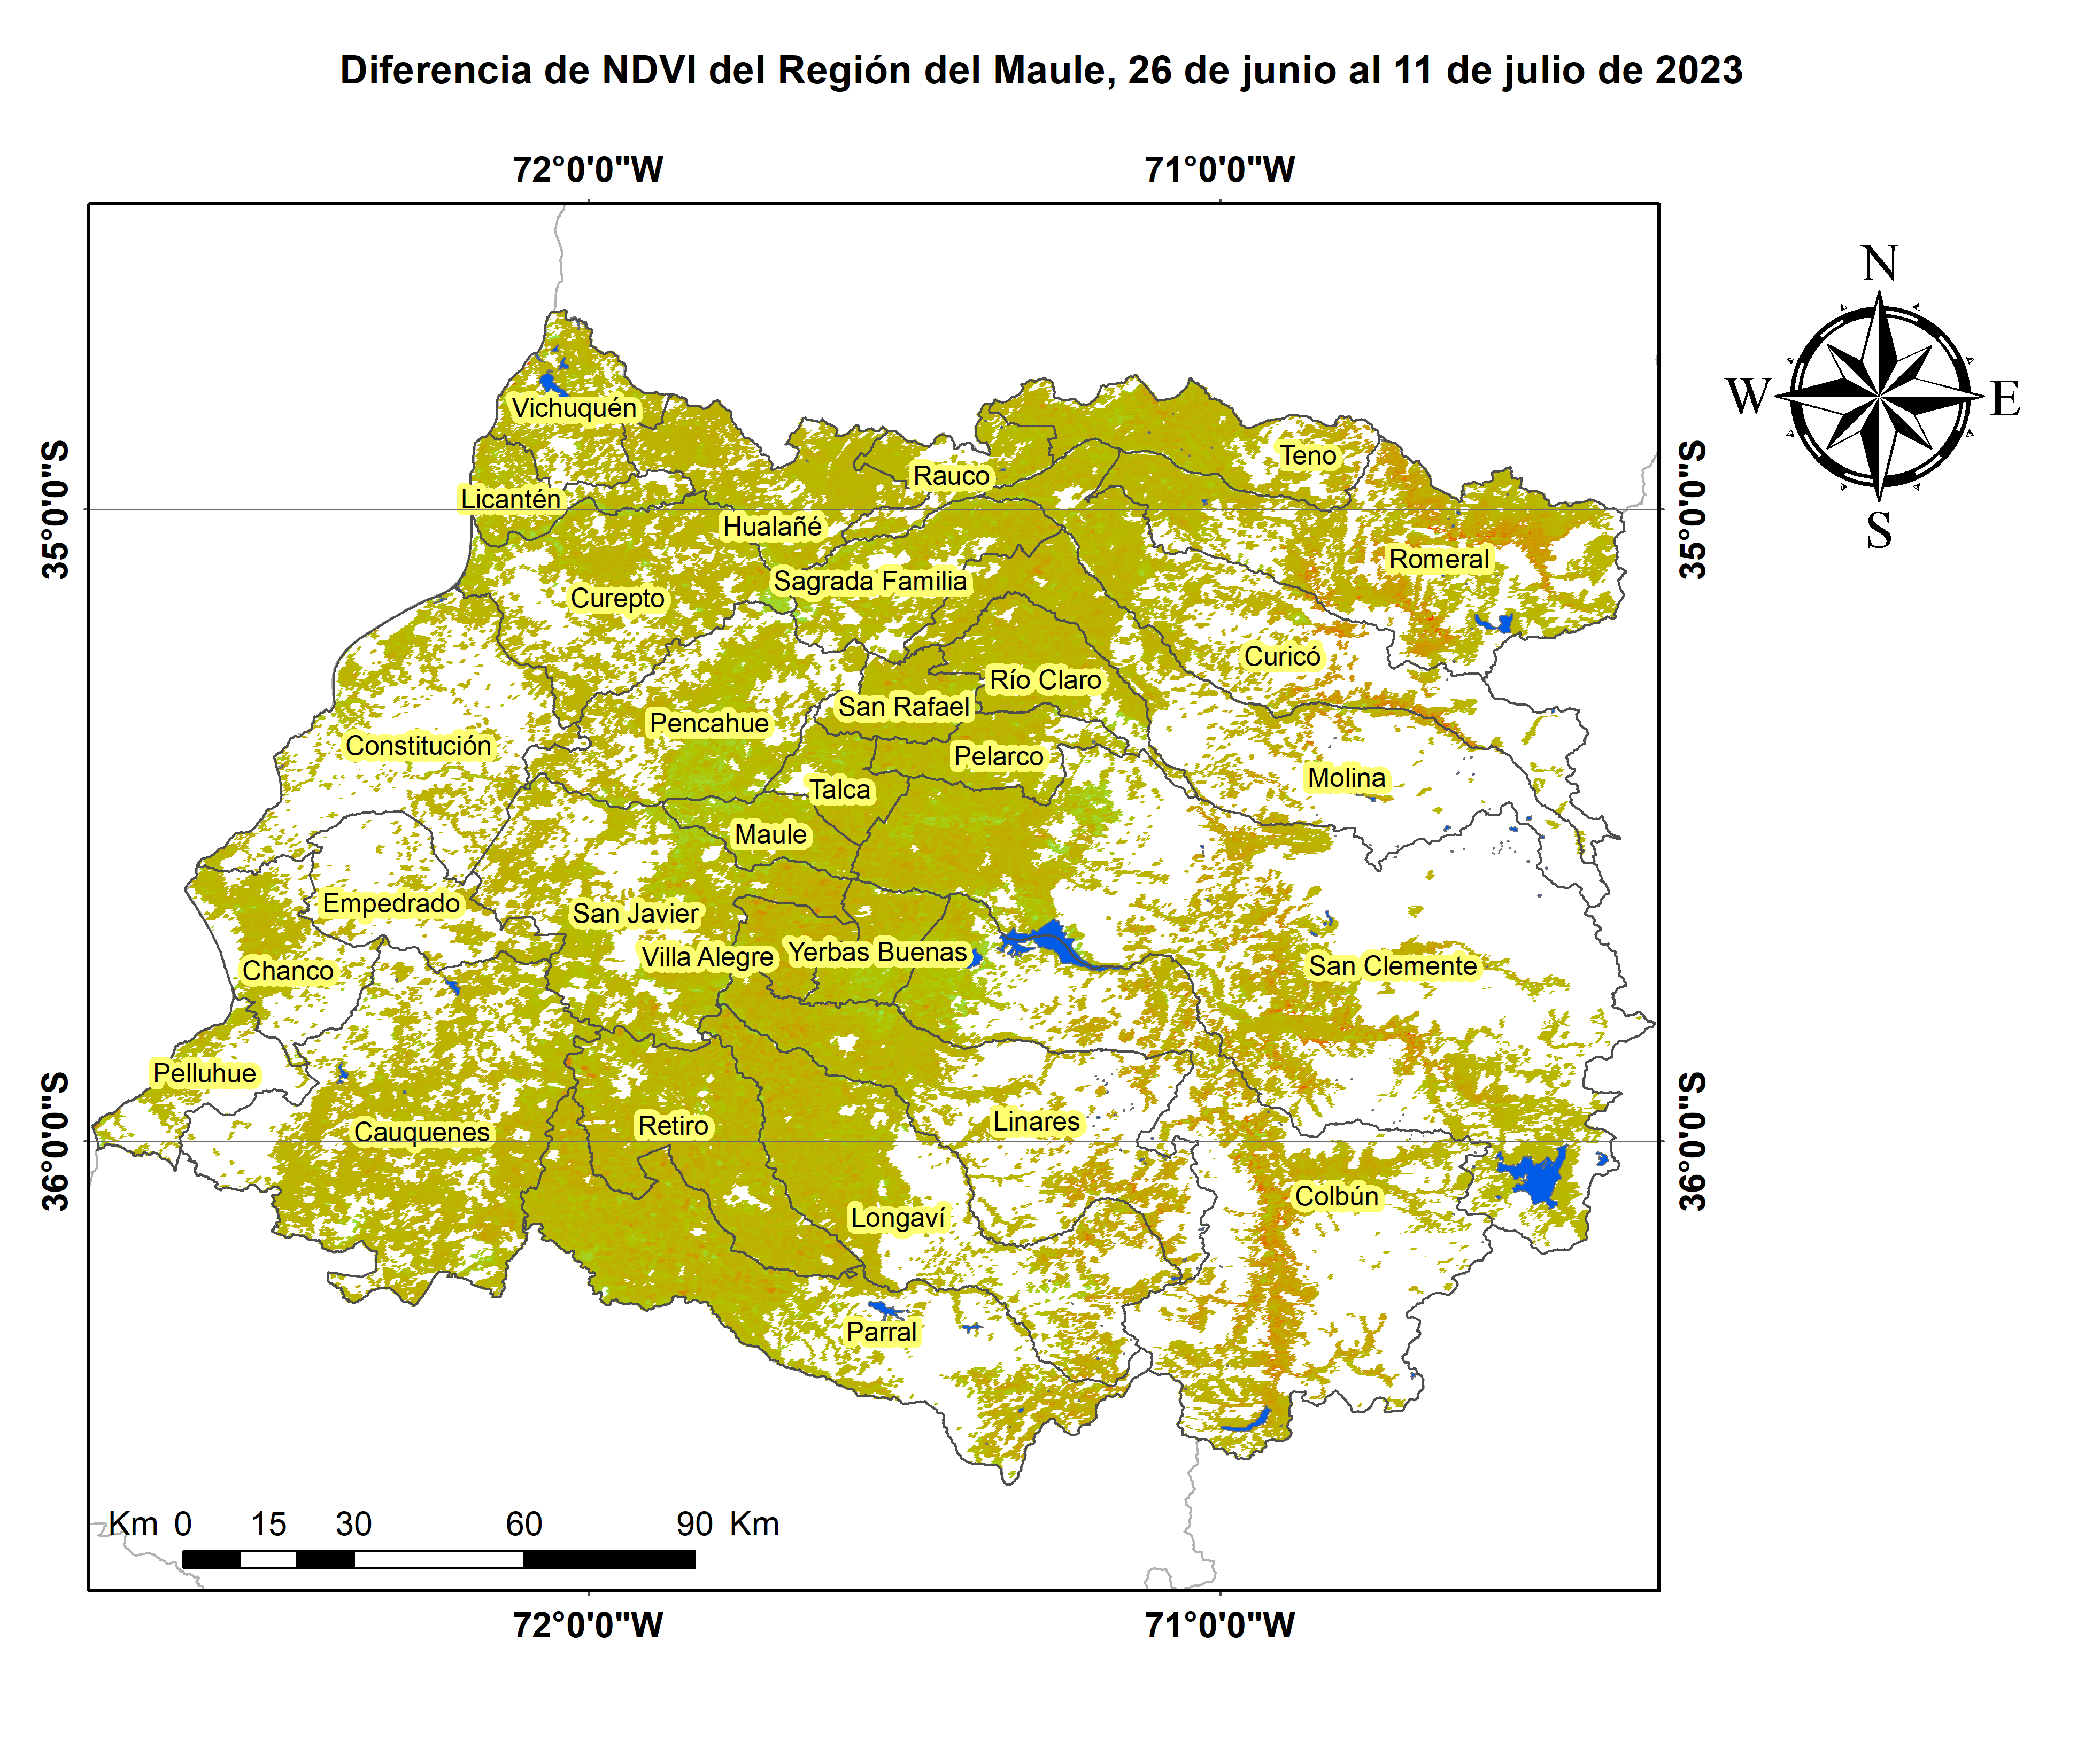 Diferencia de NDVI del Región del Maule, 26 de junio al 11 de julio de 2023
72°0'0"W
71°0'0"W
N
W
E
S
35°0'0"S
35°0'0"S
Vichuquén
Teno
Rauco
Licantén
Hualañé
Romeral
Sagrada Familia
Curepto
Curicó
Río Claro
San Rafael
Pencahue
Constitución
Pelarco
Molina
Talca
Maule
Empedrado
San Javier
Villa Alegre
Yerbas Buenas
San Clemente
Chanco
Pelluhue
Linares
Retiro
Cauquenes
36°0'0"S
36°0'0"S
Colbún
Longaví
Parral
Km 0 15 30 60 90 Km
72°0'0"W
71°0'0"W